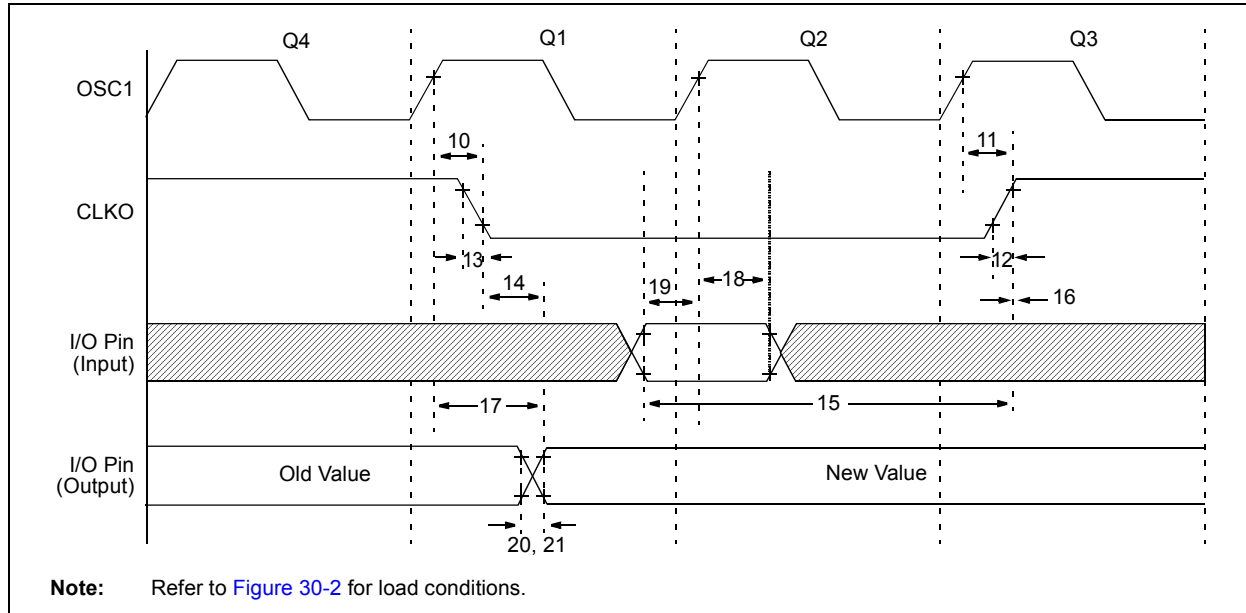 Q4 Q1 Q2 Q3
OSC1
10 11
CLKO
13 12
14 19 18 16
I/O Pin
(Input)
17 15
I/O Pin
(Output)
Old Value New Value
20, 21
Note: Refer to Figure 30-2 for load conditions.